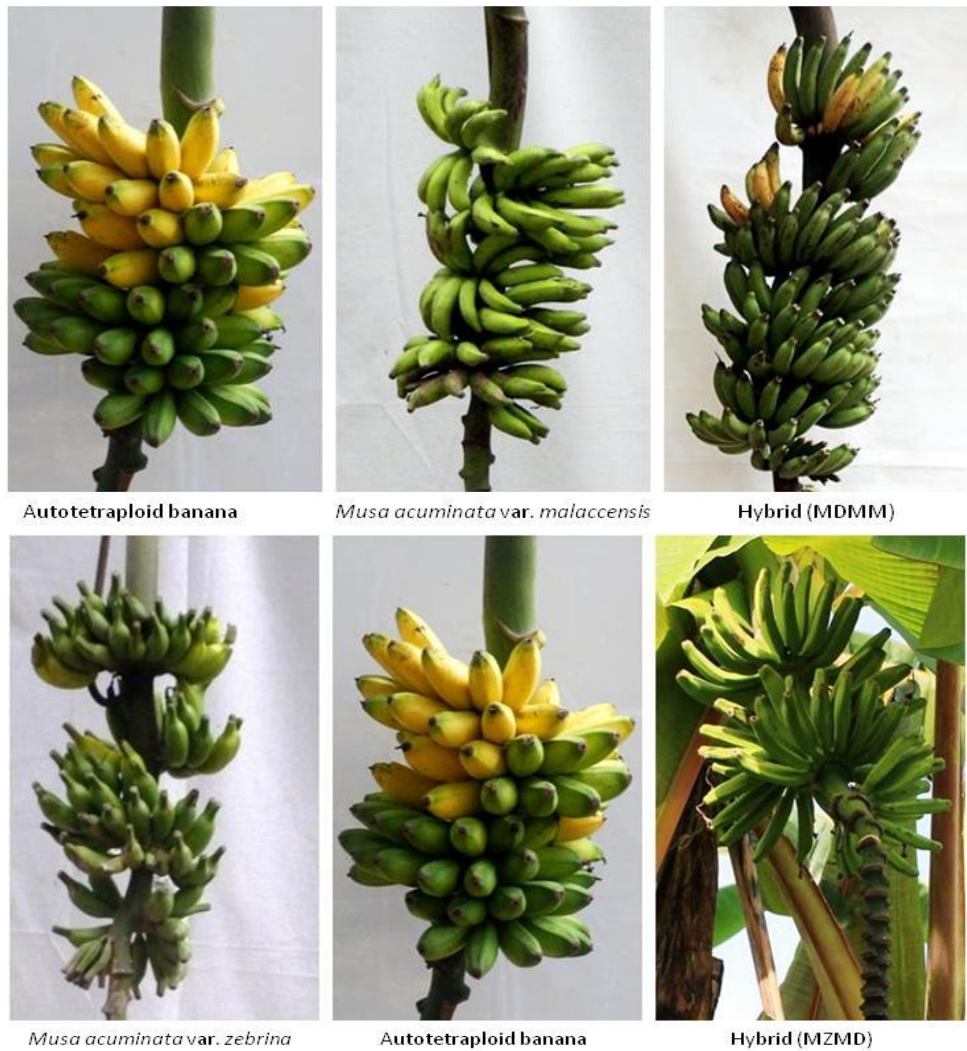 Autotetraploid banana
Musa acuminata var. malaccensis
Hybrid (MDMM)
Musa acuminata var. zebrina
Autotetraploid banana
Hybrid (MZMD)